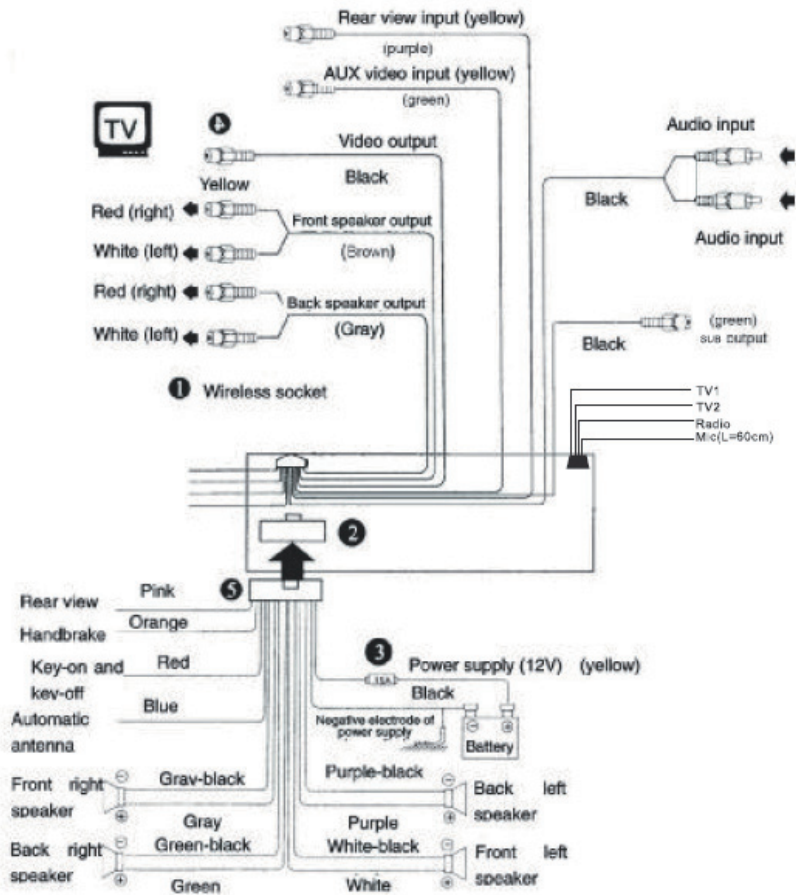 Rear view input (yellow)
(purple)
AUX video input (yellow)
(green)
TV
Video output
Black
Yellow
Red (right)
Front speaker output
White (left)
(Brown)
Red (right)
Back speaker output
White (left)
(Gray)
Audio input
Black
Audio input
(green)
SUB output
Black
1 Wireless socket
TV1
TV2
Radio
Mic(L=60cm)
2
5
Rear view
Pink
Handbrake
Orange
Key-on and
kev-off
Red
Automatic
antenna
Blue
3
Power supply (12V) (yellow)
15A
Black
Negative electrode of
power supply
Battery
Front right
speaker
Grav-black
Gray
Back right
speaker
Green-black
Green
Purple-black
Purple
Back left
speaker
White-black
White
Front left
speaker